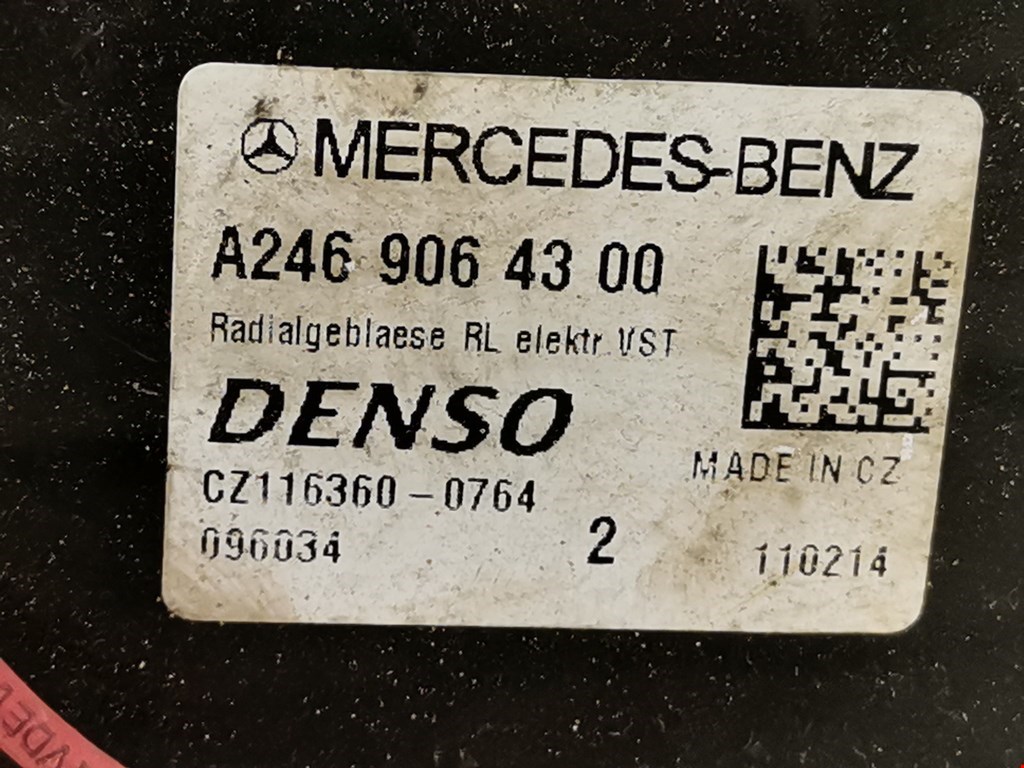 MERCEDES-BENZ
A246 906 43 00
Radialgeblaese RL elektr VST
DENSO
MADE IN CZ
CZ116360-0764
096034
2
110214